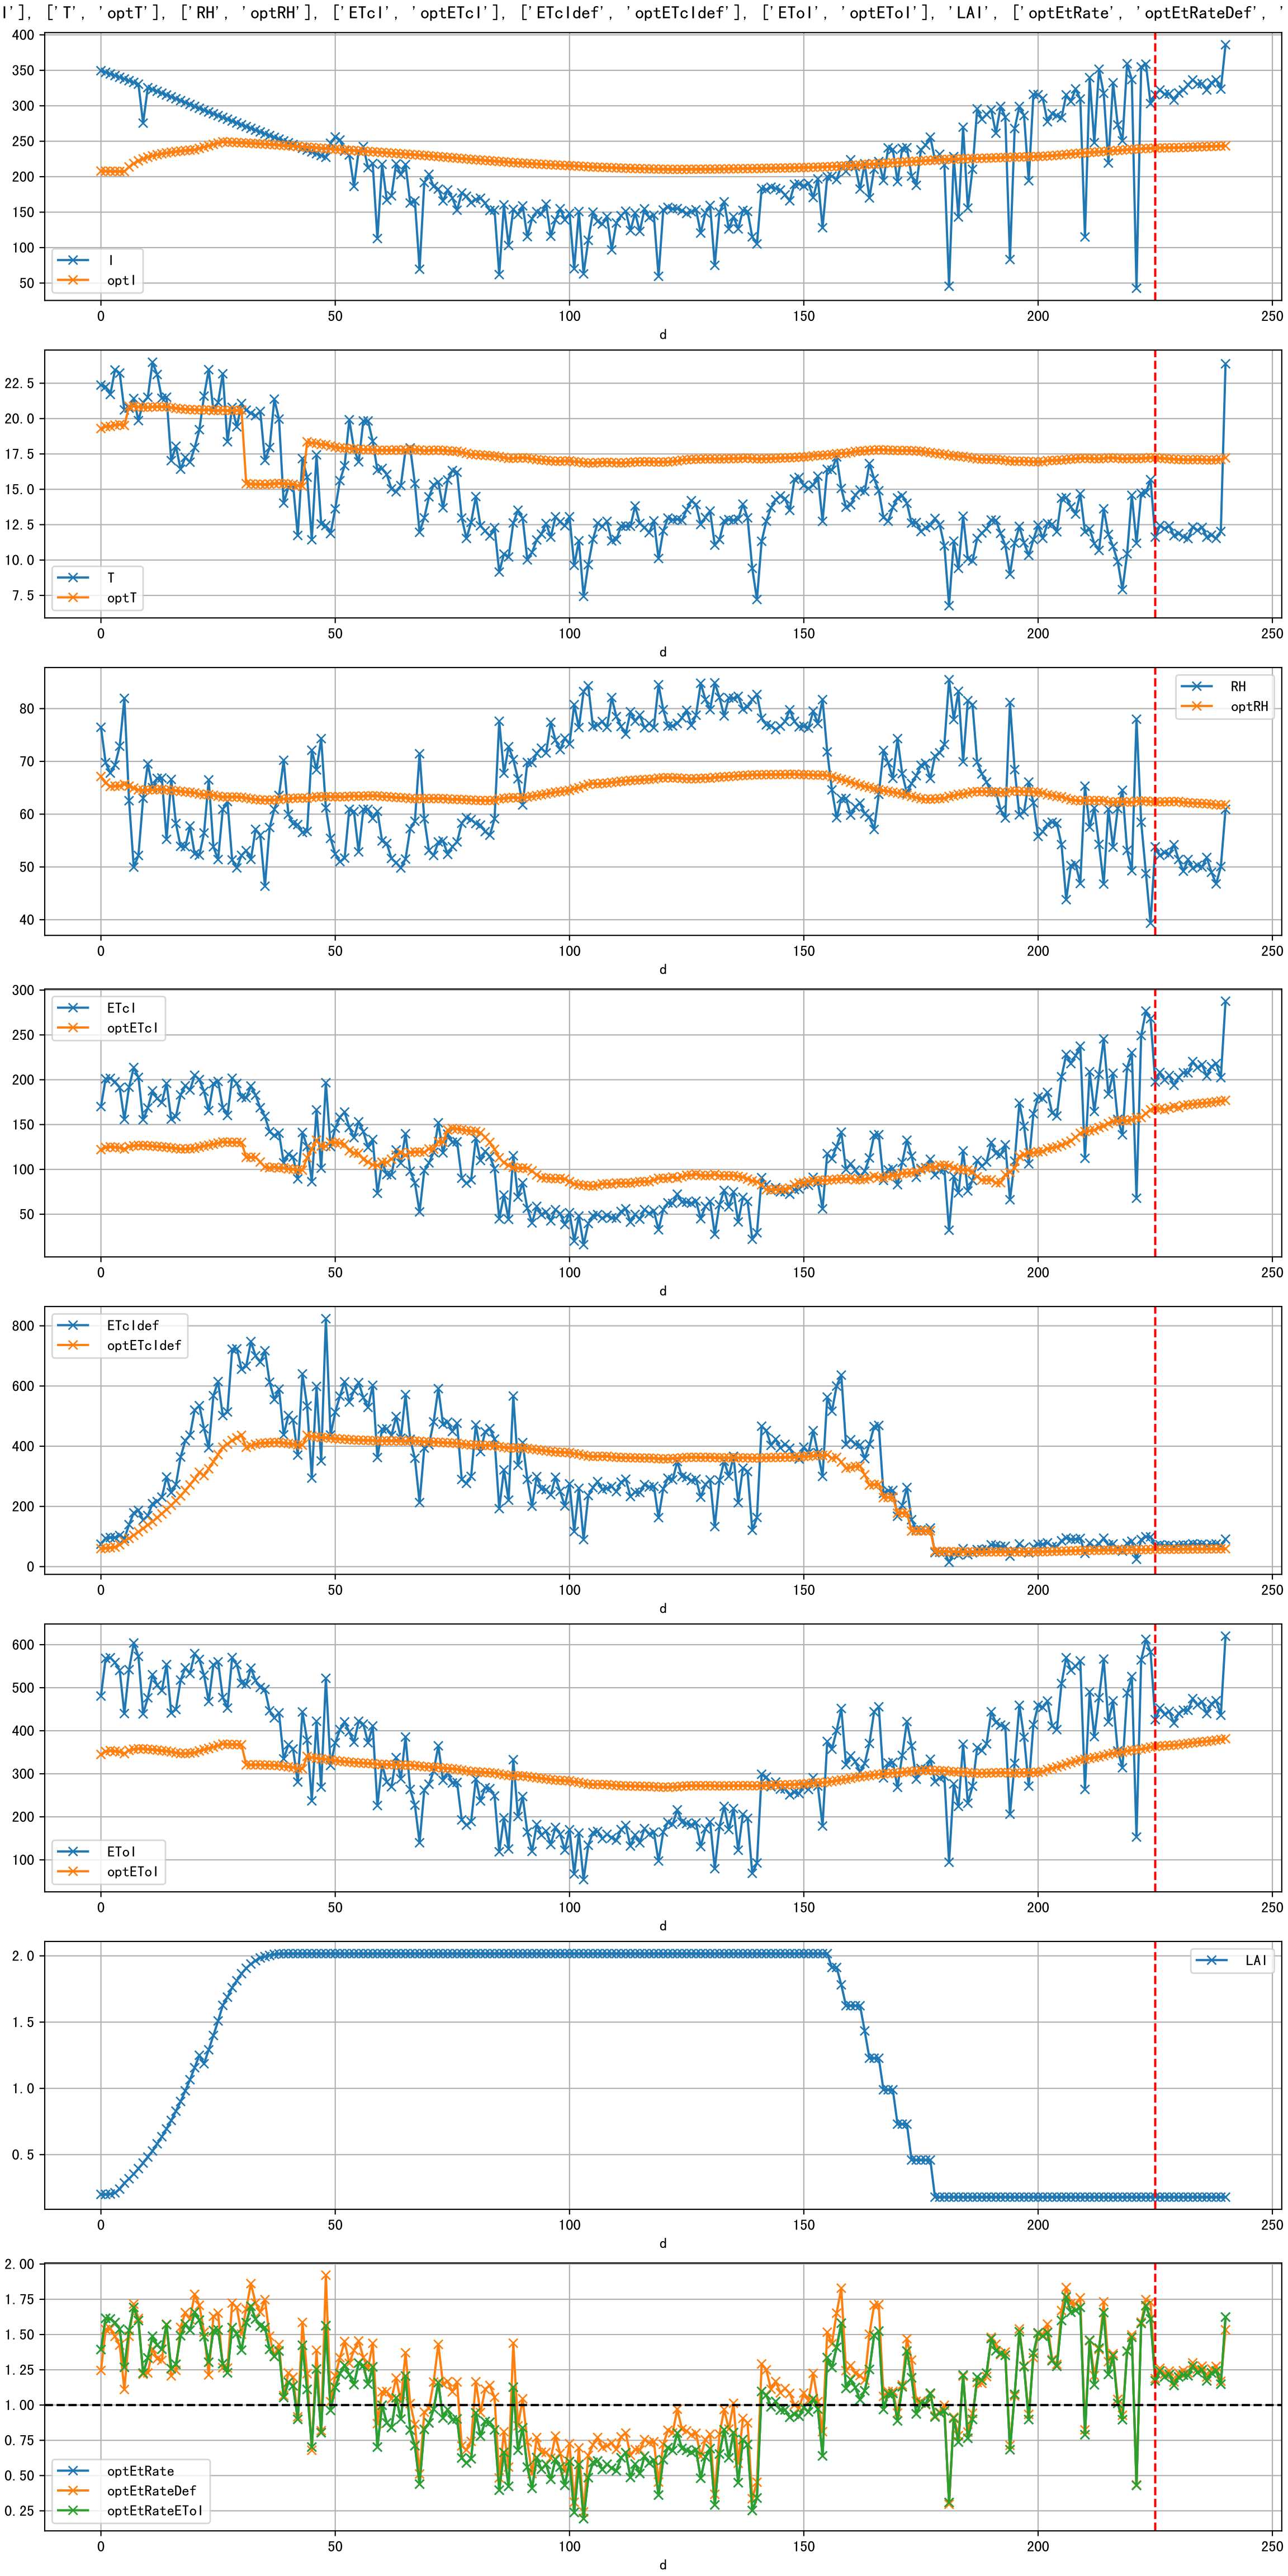 I'], ['T', 'optT'], ['RH', 'optRH'], ['ETcI', 'optETcI'], ['ETcIdef', 'optETcIdef'], ['EToI', 'optEToI'], 'LAI', ['optEtRate', 'optEtRateDef', '
400
350
300
250
200
150
100
50
I
optI
0 50 100 150 200 250
d
22.5
20.0
17.5
15.0
12.5
10.0
7.5
T
optT
0 50 100 150 200 250
d
80
70
60
50
40
RH
optRH
0 50 100 150 200 250
d
300
250
200
150
100
50
ETcI
optETcI
0 50 100 150 200 250
d
800
600
400
200
0
ETcIdef
optETcIdef
0 50 100 150 200 250
d
600
500
400
300
200
100
EToI
optEToI
0 50 100 150 200 250
d
2.0
1.5
1.0
0.5
LAI
0 50 100 150 200 250
d
2.00
1.75
1.50
1.25
1.00
0.75
0.50
0.25
optEtRate
optEtRateDef
optEtRateEToI
0 50 100 150 200 250
d